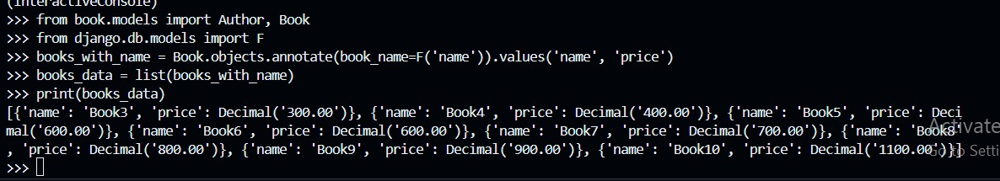 (InteractiveConsole)
>>> from book.models import Author, Book
>>> from django.db.models import F
>>> books_with_name = Book.objects.annotate(book_name=F('name')).values('name', 'price')
>>> books_data = list(books_with_name)
>>> print(books_data)
[{'name': 'Book3', 'price': Decimal('300.00')}, {'name': 'Book4', 'price': Decimal('400.00')}, {'name': 'Book5', 'price': Deci
mal('600.00')}, {'name': 'Book6', 'price': Decimal('600.00')}, {'name': 'Book7', 'price': Decimal('700.00')}, {'name': 'Book8'
, 'price': Decimal('800.00')}, {'name': 'Book9', 'price': Decimal('900.00')}, {'name': 'Book10', 'price': Decimal('1100.00')}]
>>>
Activate
Go to Setti